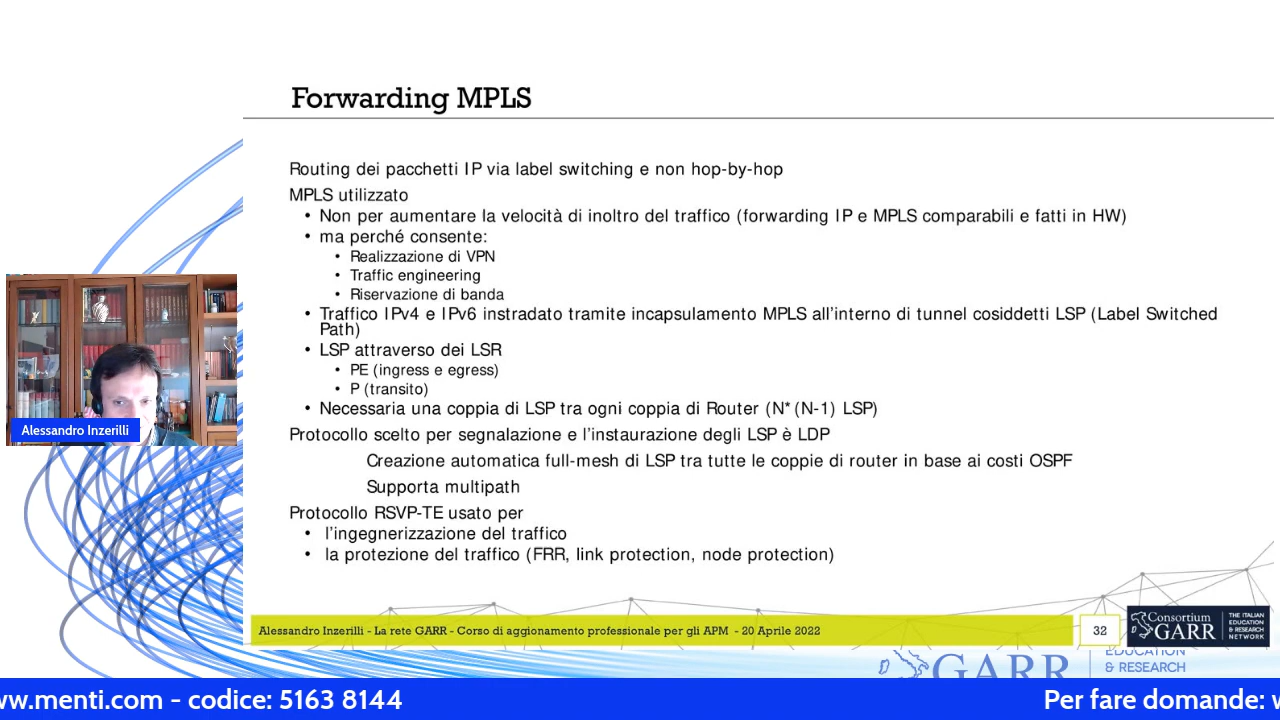 Forwarding MPLS
Routing dei pacchetti IP via label switching e non hop-by-hop
MPLS utilizzato
• Non per aumentare la velocità di inoltro del traffico (forwarding IP e MPLS comparabili e fatti in HW)
• ma perché consente:
• Realizzazione di VPN
• Traffic engineering
• Riservazione di banda
• Traffico IPv4 e IPv6 instradato tramite incapsulamento MPLS all'interno di tunnel cosiddetti LSP (Label Switched
Path)
• LSP attraverso dei LSR
• PE (ingress e egress)
• P (transito)
• Necessaria una coppia di LSP tra ogni coppia di Router (N*(N-1) LSP)
Protocollo scelto per segnalazione e l'instaurazione degli LSP è LDP
Creazione automatica full-mesh di LSP tra tutte le coppie di router in base ai costi OSPF
Supporta multipath
Protocollo RSVP-TE usato per
• l'ingegnerizzazione del traffico
• la protezione del traffico (FRR, link protection, node protection)
Alessandro Inzerilli
Alessandro Inzerilli - La rete GARR - Corso di aggionamento professionale per gli APM - 20 Aprile 2022
32
Consortium
GARR
THE ITALIAN
EDUCATION
& RESEARCH
NETWORK
GARR
EDUCATION
& RESEARCH
ww.menti.com - codice: 5163 8144
Per fare domande: w